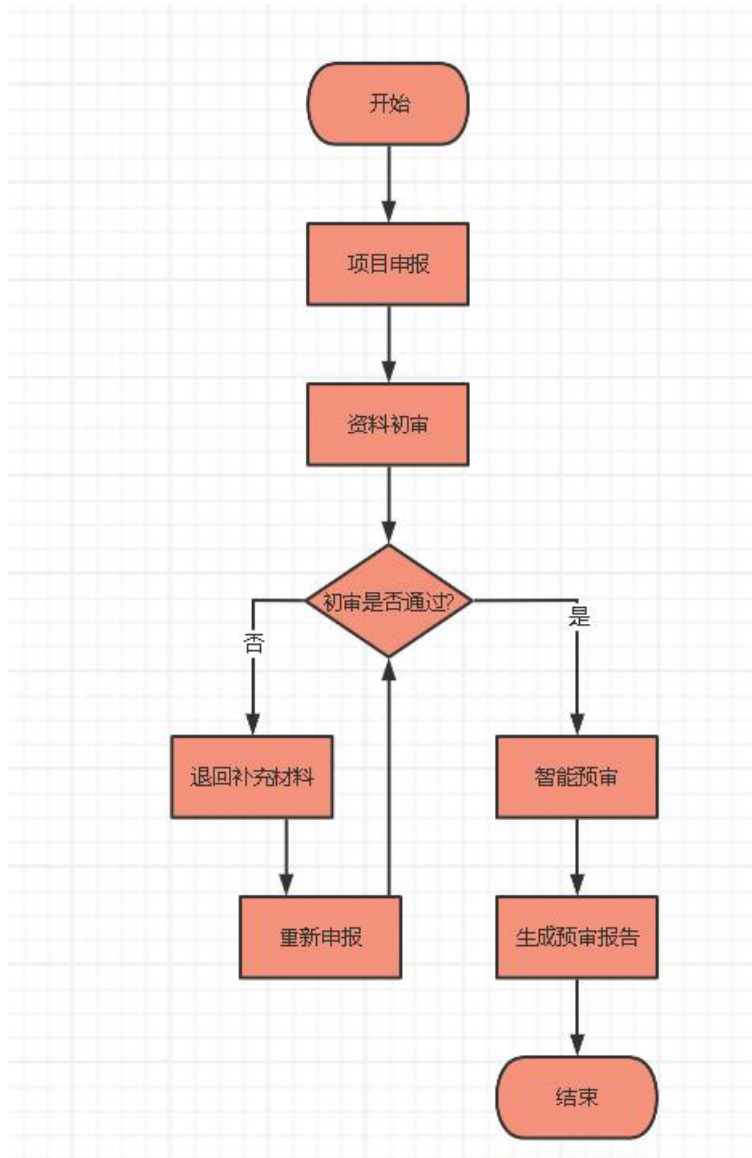 开始
项目申报
资料初审
初审是否通过?
否
是
退回补充材料
智能预审
重新申报
生成预审报告
结束